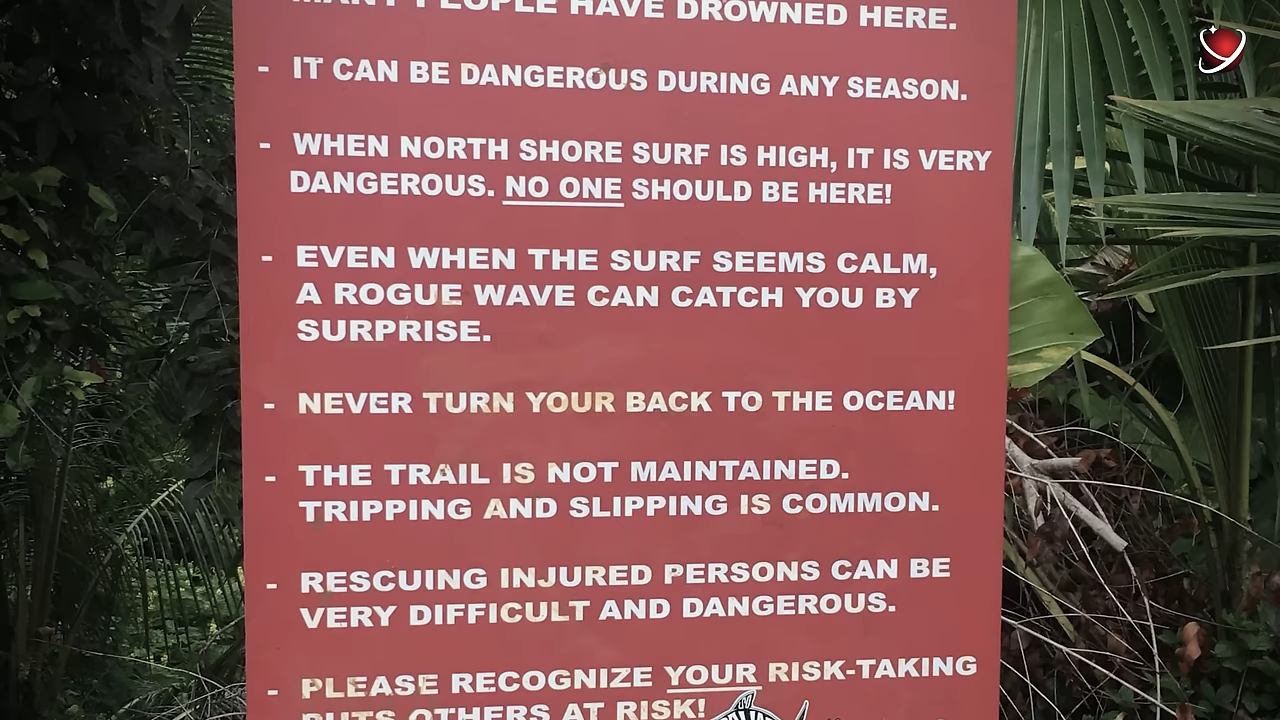 MANY PEOPLE HAVE DROWNED HERE.
- IT CAN BE DANGEROUS DURING ANY SEASON.
- WHEN NORTH SHORE SURF IS HIGH, IT IS VERY
DANGEROUS. NO ONE SHOULD BE HERE!
- EVEN WHEN THE SURF SEEMS CALM,
A ROGUE WAVE CAN CATCH YOU BY
SURPRISE.
- NEVER TURN YOUR BACK TO THE OCEAN!
- THE TRAIL IS NOT MAINTAINED.
TRIPPING AND SLIPPING IS COMMON.
- RESCUING INJURED PERSONS CAN BE
VERY DIFFICULT AND DANGEROUS.
- PLEASE RECOGNIZE YOUR RISK-TAKING
PUTS OTHERS AT RISK!